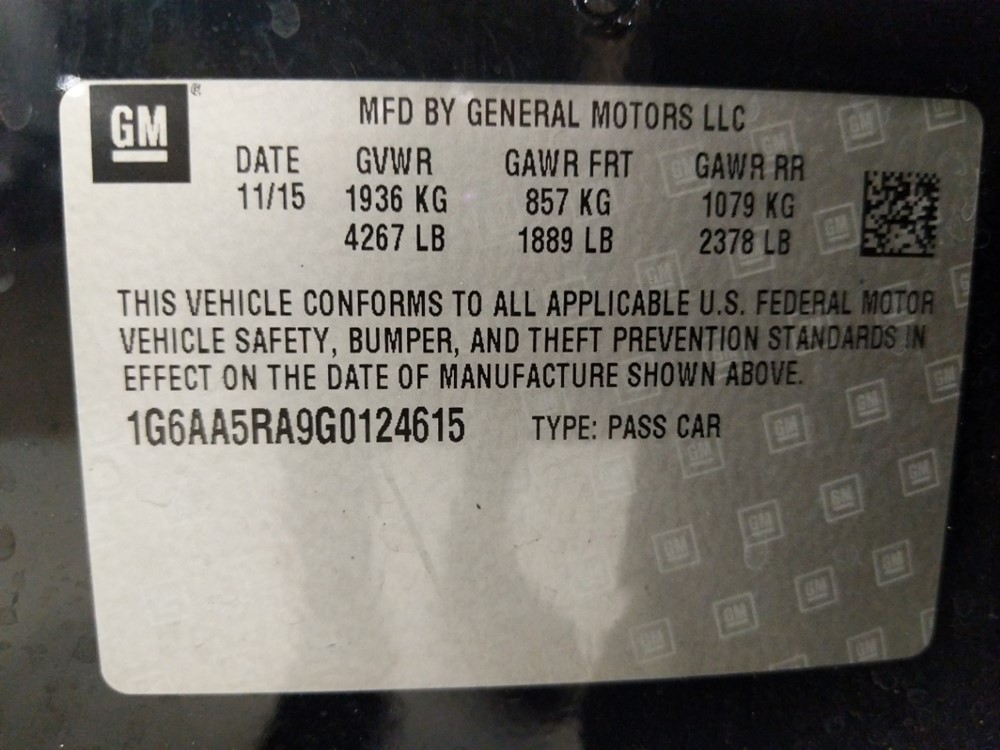 GM ®
MFD BY GENERAL MOTORS LLC
DATE GVWR GAWR FRT GAWR RR
11/15 1936 KG 857 KG 1079 KG
4267 LB 1889 LB 2378 LB
THIS VEHICLE CONFORMS TO ALL APPLICABLE U.S. FEDERAL MOTOR
VEHICLE SAFETY, BUMPER, AND THEFT PREVENTION STANDARDS IN
EFFECT ON THE DATE OF MANUFACTURE SHOWN ABOVE.
1G6AA5RA9G0124615 TYPE: PASS CAR